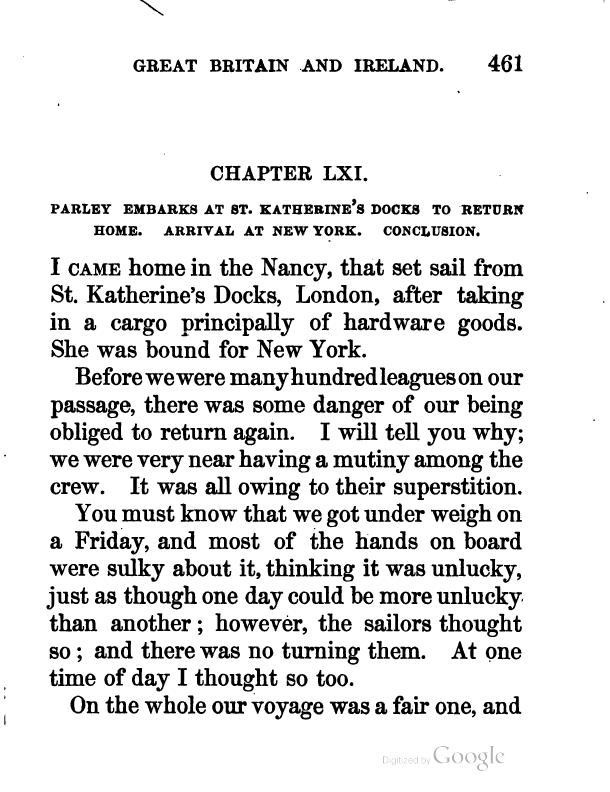 GREAT BRITAIN AND IRELAND. 461
CHAPTER LXI.
PARLEY EMBARKS AT ST. KATHERINE'S DOCKS TO RETURN
HOME. ARRIVAL AT NEW YORK. CONCLUSION.
I CAME home in the Nancy, that set sail from
St. Katherine's Docks, London, after taking
in a cargo principally of hardware goods.
She was bound for New York.
Before we were many hundred leagues on our
passage, there was some danger of our being
obliged to return again. I will tell you why;
we were very near having a mutiny among the
crew. It was all owing to their superstition.
You must know that we got under weigh on
a Friday, and most of the hands on board
were sulky about it, thinking it was unlucky,
just as though one day could be more unlucky
than another; however, the sailors thought
so; and there was no turning them. At one
time of day I thought so too.
On the whole our voyage was a fair one, and
Digitized by Google